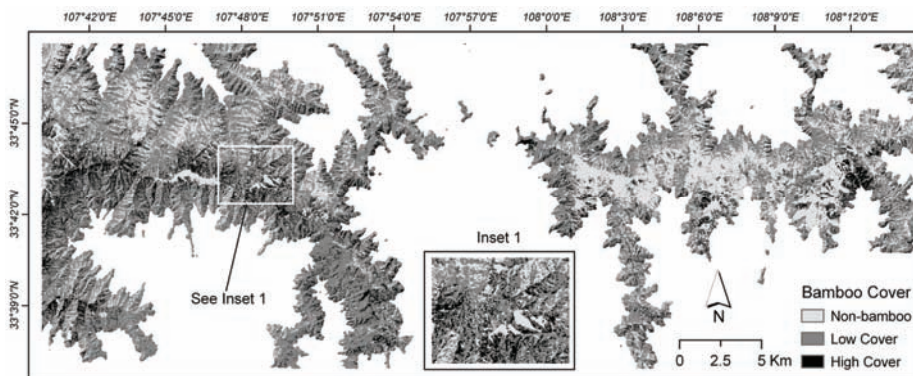 107°42'0"E 107°45'0"E 107°48'0"E 107°51'0"E 107°54'0"E 107°57'0"E 108°0'0"E 108°3'0"E 108°6'0"E 108°9'0"E 108°12'0"E
33°45'0"N
33°42'0"N
33°39'0"N
See Inset 1
Inset 1
N
0 2.5 5 Km
Bamboo Cover
Non-bamboo
Low Cover
High Cover